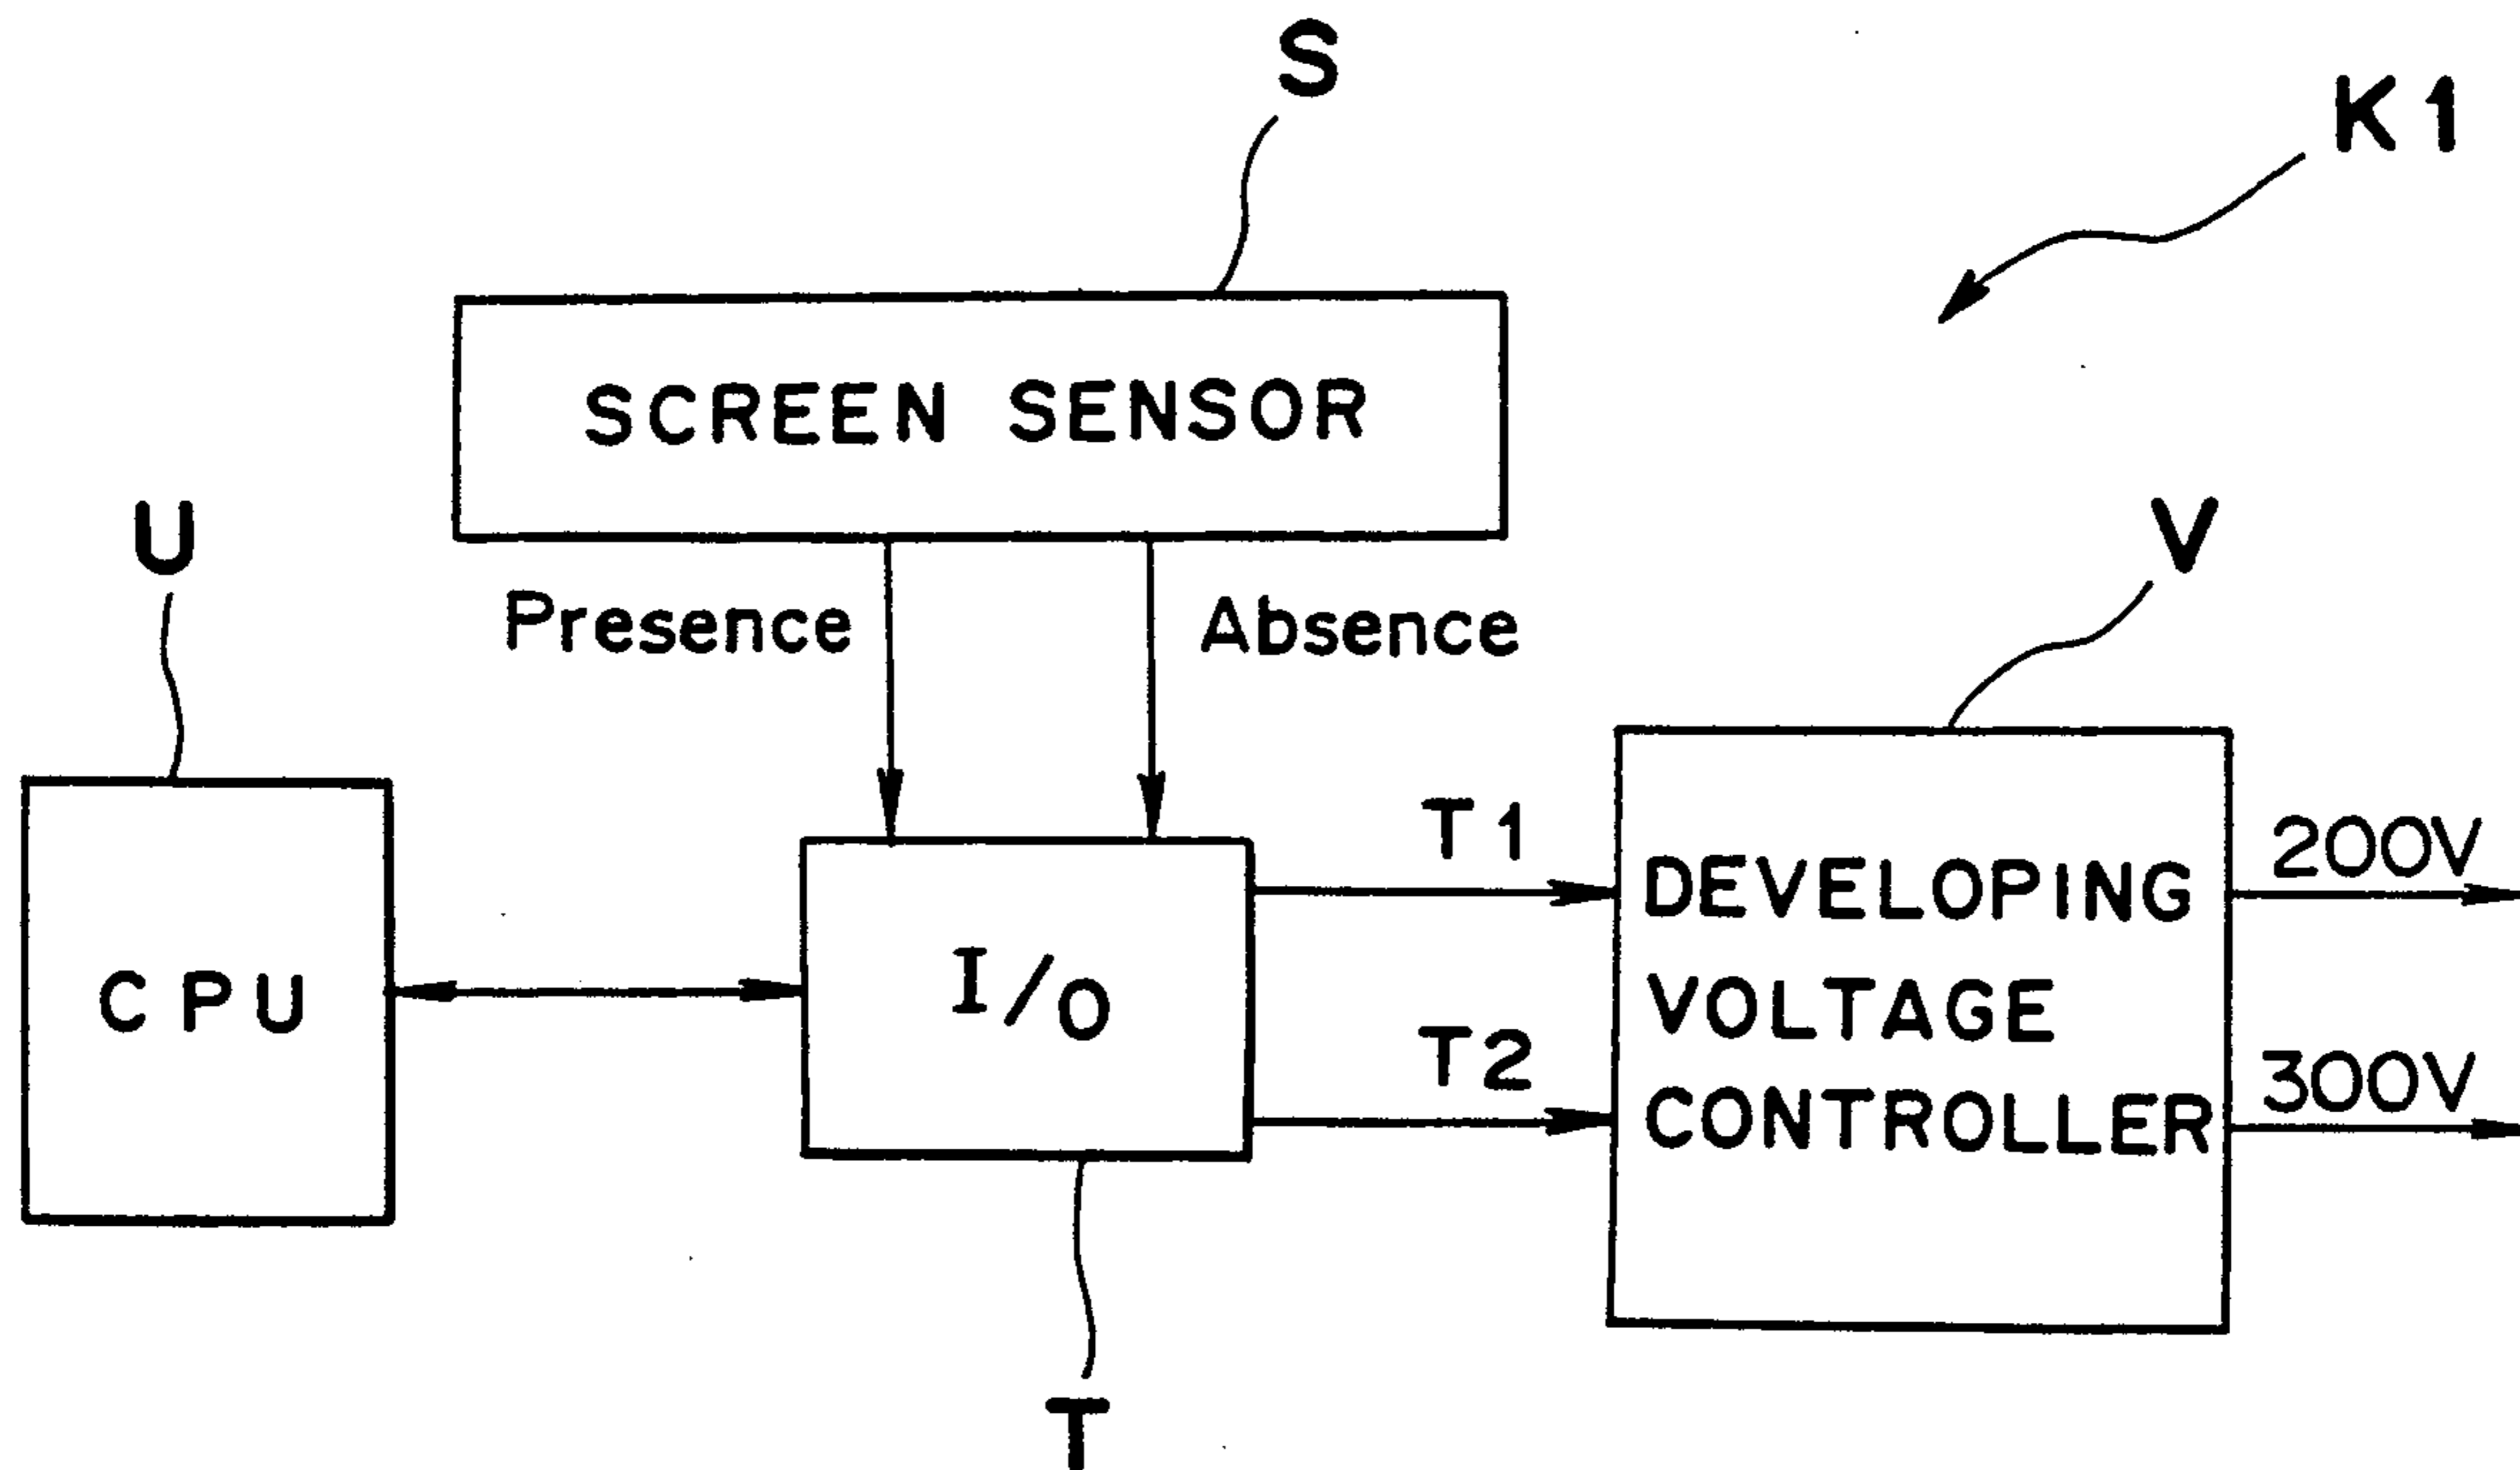 S
K1
SCREEN SENSOR
U
V
Presence
Absence
T1
200V
DEVELOPING
CPU
I/O
VOLTAGE
T2
300V
CONTROLLER
T